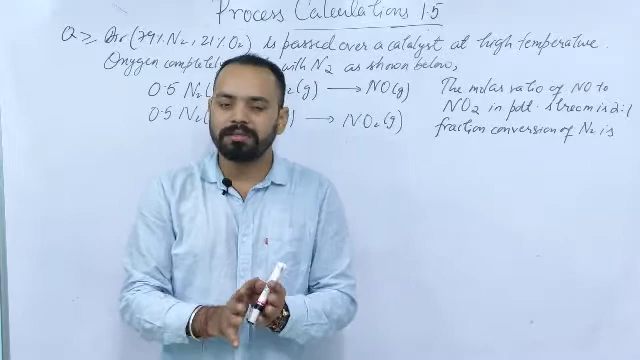 Process Calculations 1.5
Q ≥ Air (79% N₂, 21% O₂) is passed over a catalyst at high temperature.
Oxygen completely with N₂ as shown below,
0.5 N₂( ₂(g) → NO(g)
0.5 N₂( (g) → NO₂(g)
The molar ratio of NO to
NO₂ in pdt. stream is 2:1
fraction conversion of N₂ is